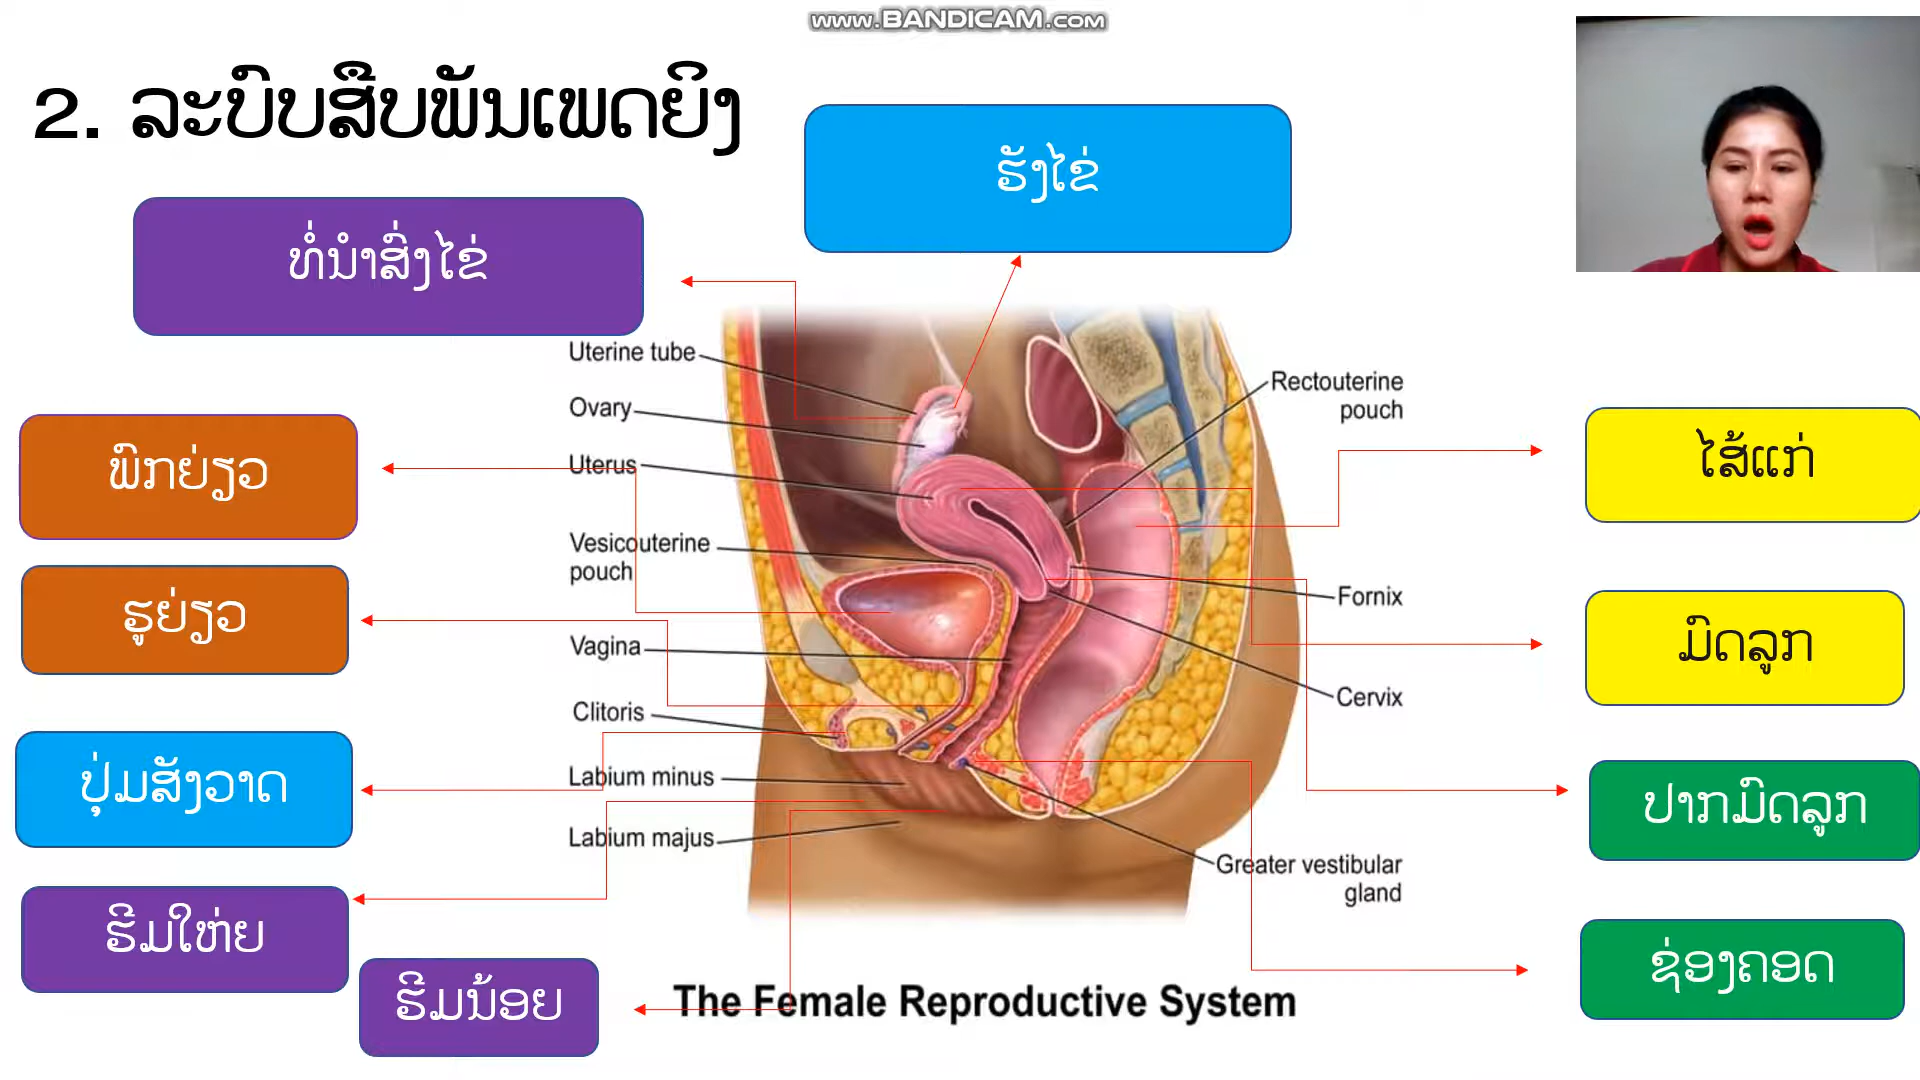 www.BANDICAM.com
2. ລະບົບສືບພັນເພດຍິງ
ຮັງໄຂ່
ທໍ່ນໍາສົ່ງໄຂ່
Uterine tube
Ovary
Uterus
Vesicouterine
pouch
Vagina
Clitoris
Labium minus
Labium majus
Rectouterine
pouch
Fornix
Cervix
Greater vestibular
gland
ພົກຍ່ຽວ
ຮູຍ່ຽວ
ປຸ່ມສັງວາດ
ຮີມໃຫ່ຍ
ຮີມນ້ອຍ
ໄສ້ແກ່
ມົດລູກ
ປາກມົດລູກ
ຊ່ອງຄອດ
The Female Reproductive System